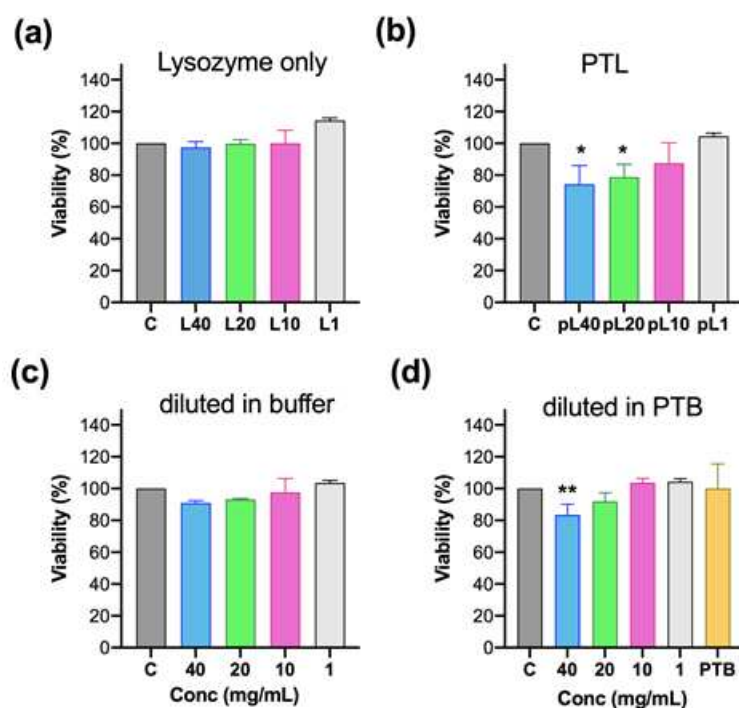 (a)
Lysozyme only
Viability (%)
140
120
100
80
60
40
20
0
C L40 L20 L10 L1
(b)
PTL
Viability (%)
140
120
100
80
60
40
20
0
* *
C pL40 pL20 pL10 pL1
(c)
diluted in buffer
Viability (%)
140
120
100
80
60
40
20
0
C 40 20 10 1
Conc (mg/mL)
(d)
diluted in PTB
Viability (%)
140
120
100
80
60
40
20
0
**
C 40 20 10 1 PTB
Conc (mg/mL)